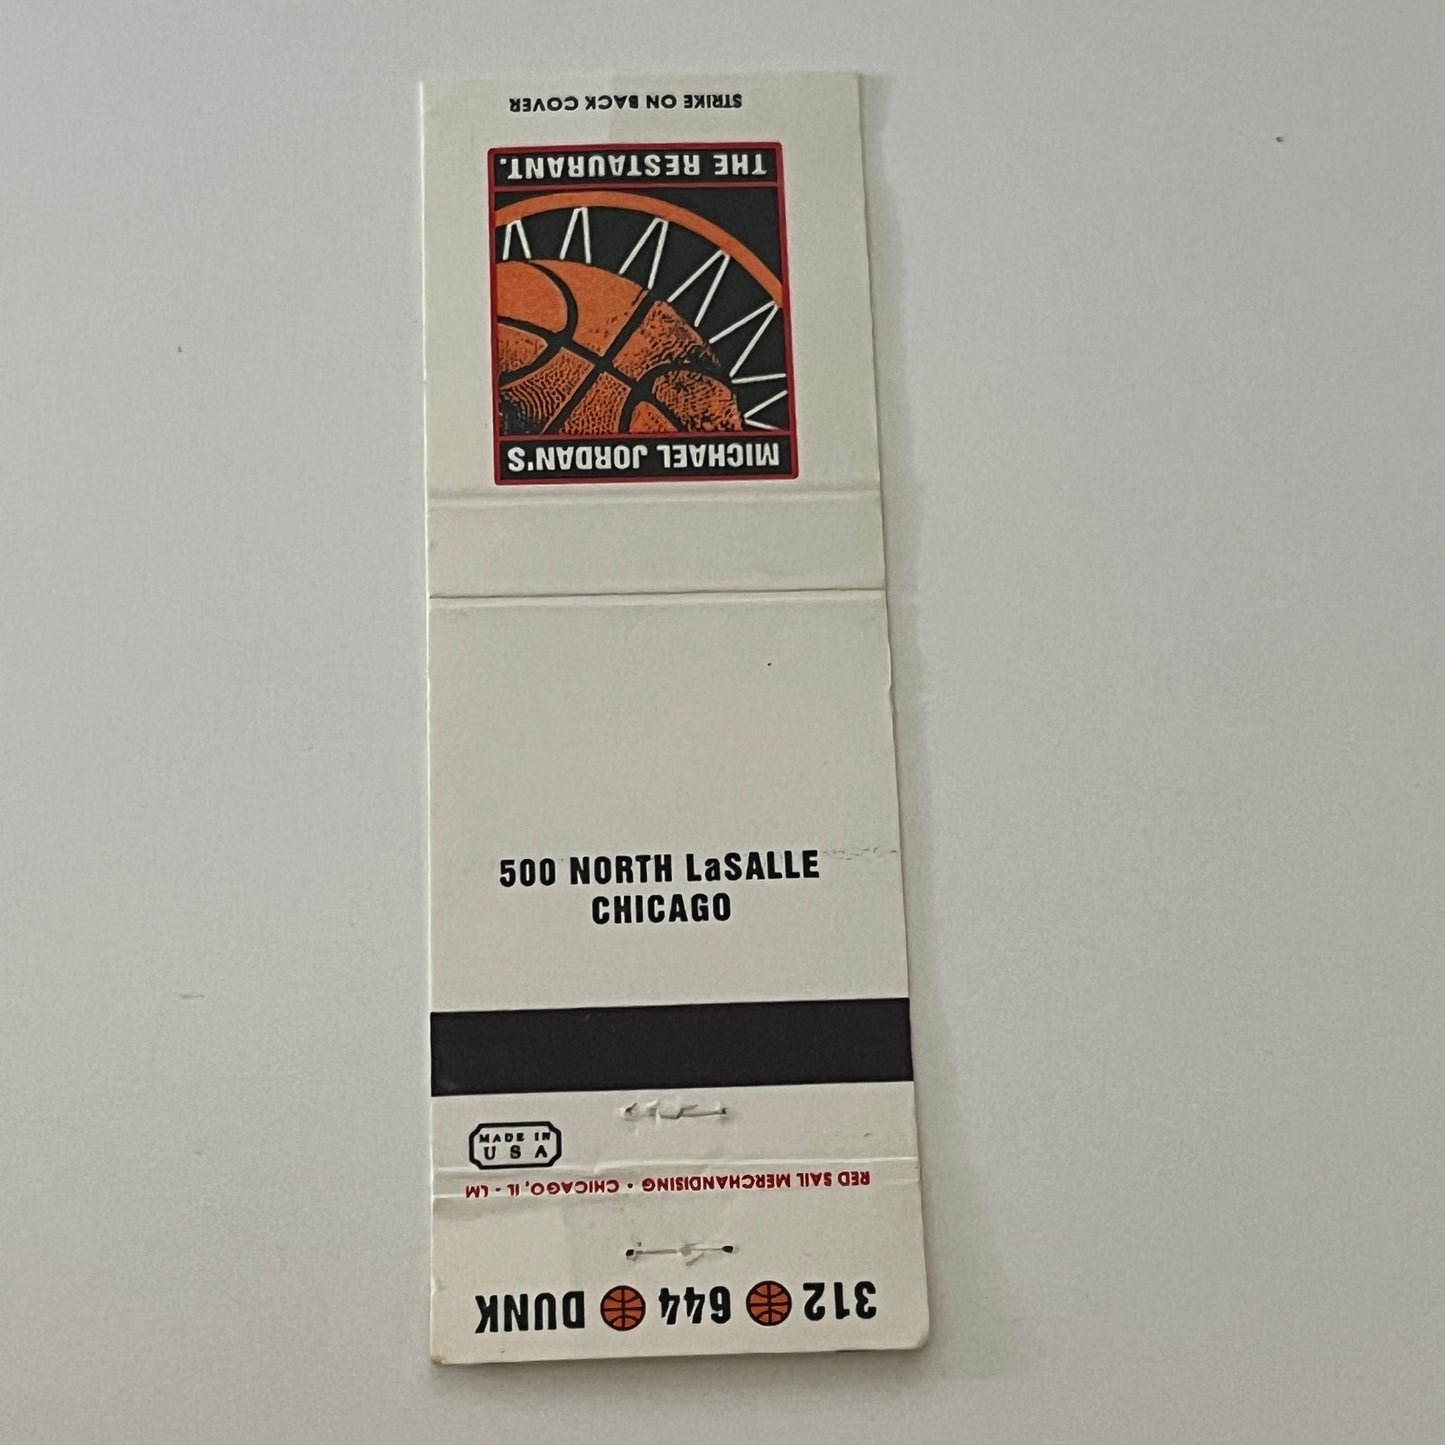 STRIKE ON BACK COVER
THE RESTAURANT.
MICHAEL JORDAN'S
500 NORTH LaSALLE
CHICAGO
MADE IN
USA
RED SAIL MERCHANDISING • CHICAGO, IL - LM
312 644 DUNK